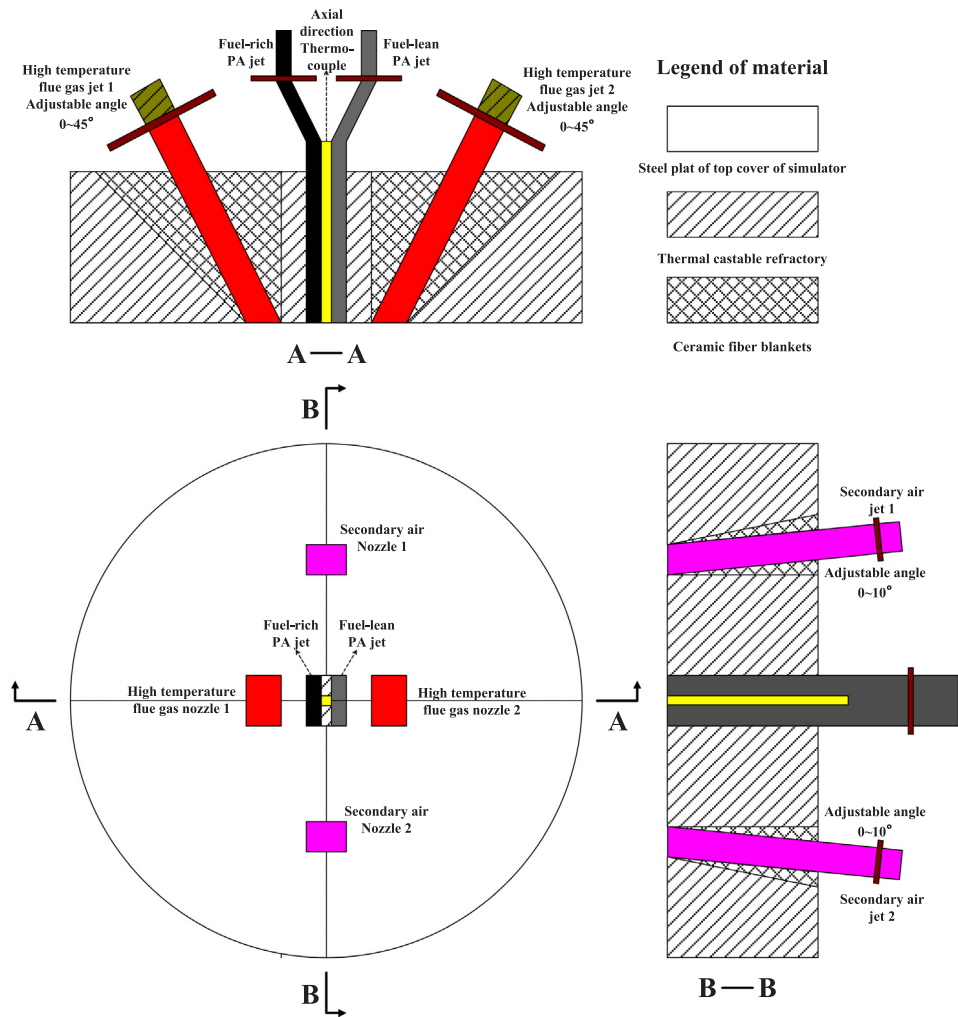 Axial
direction
Thermo-
couple
Fuel-rich
PA jet
Fuel-lean
PA jet
High temperature
flue gas jet 1
Adjustable angle
0~45°
High temperature
flue gas jet 2
Adjustable angle
0~45°
Legend of material
Steel plat of top cover of simulator
Thermal castable refractory
Ceramic fiber blankets
A — A
B
Secondary air
Nozzle 1
Fuel-rich
PA jet
Fuel-lean
PA jet
High temperature
flue gas nozzle 1
High temperature
flue gas nozzle 2
A
A
Secondary air
Nozzle 2
B
Secondary air
jet 1
Adjustable angle
0~10°
Adjustable angle
0~10°
Secondary air
jet 2
B — B